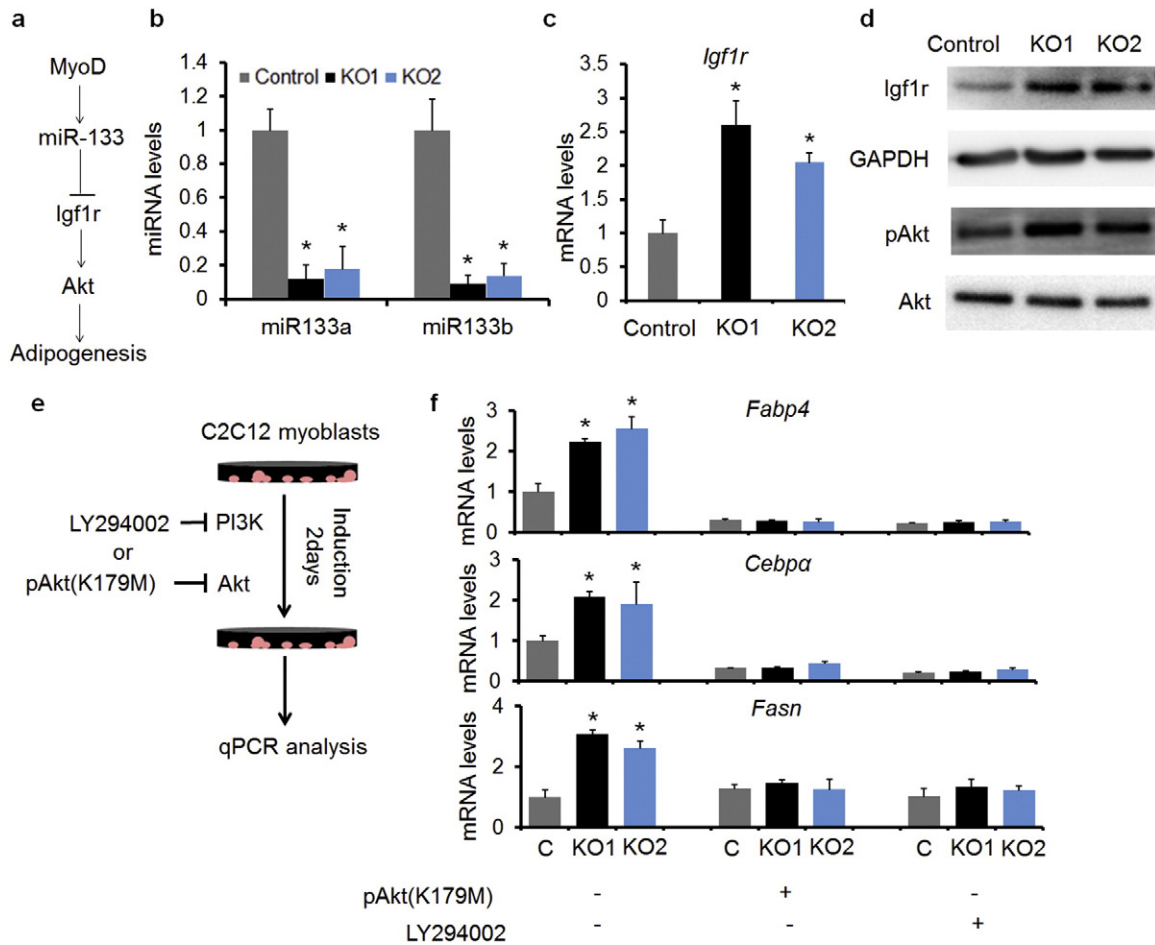 a
MyoD
miR-133
Igf1r
Akt
Adipogenesis
b
miRNA levels
1.4
1.2
1
0.8
0.6
0.4
0.2
0
Control KO1 KO2
* * * *
miR133a miR133b
c
Igf1r
mRNA levels
3.5
3
2.5
2
1.5
1
0.5
0
* *
Control KO1 KO2
d
Control KO1 KO2
Igf1r
GAPDH
pAkt
Akt
e
C2C12 myoblasts
LY294002 PI3K
or
pAkt(K179M) Akt
Induction
2days
qPCR analysis
f
Fabp4
mRNA levels
3
2
1
0
* *
Cebpα
mRNA levels
3
2
1
0
* *
Fasn
mRNA levels
4
2
0
* *
C KO1 KO2 C KO1 KO2 C KO1 KO2
pAkt(K179M) - + -
LY294002 - - +